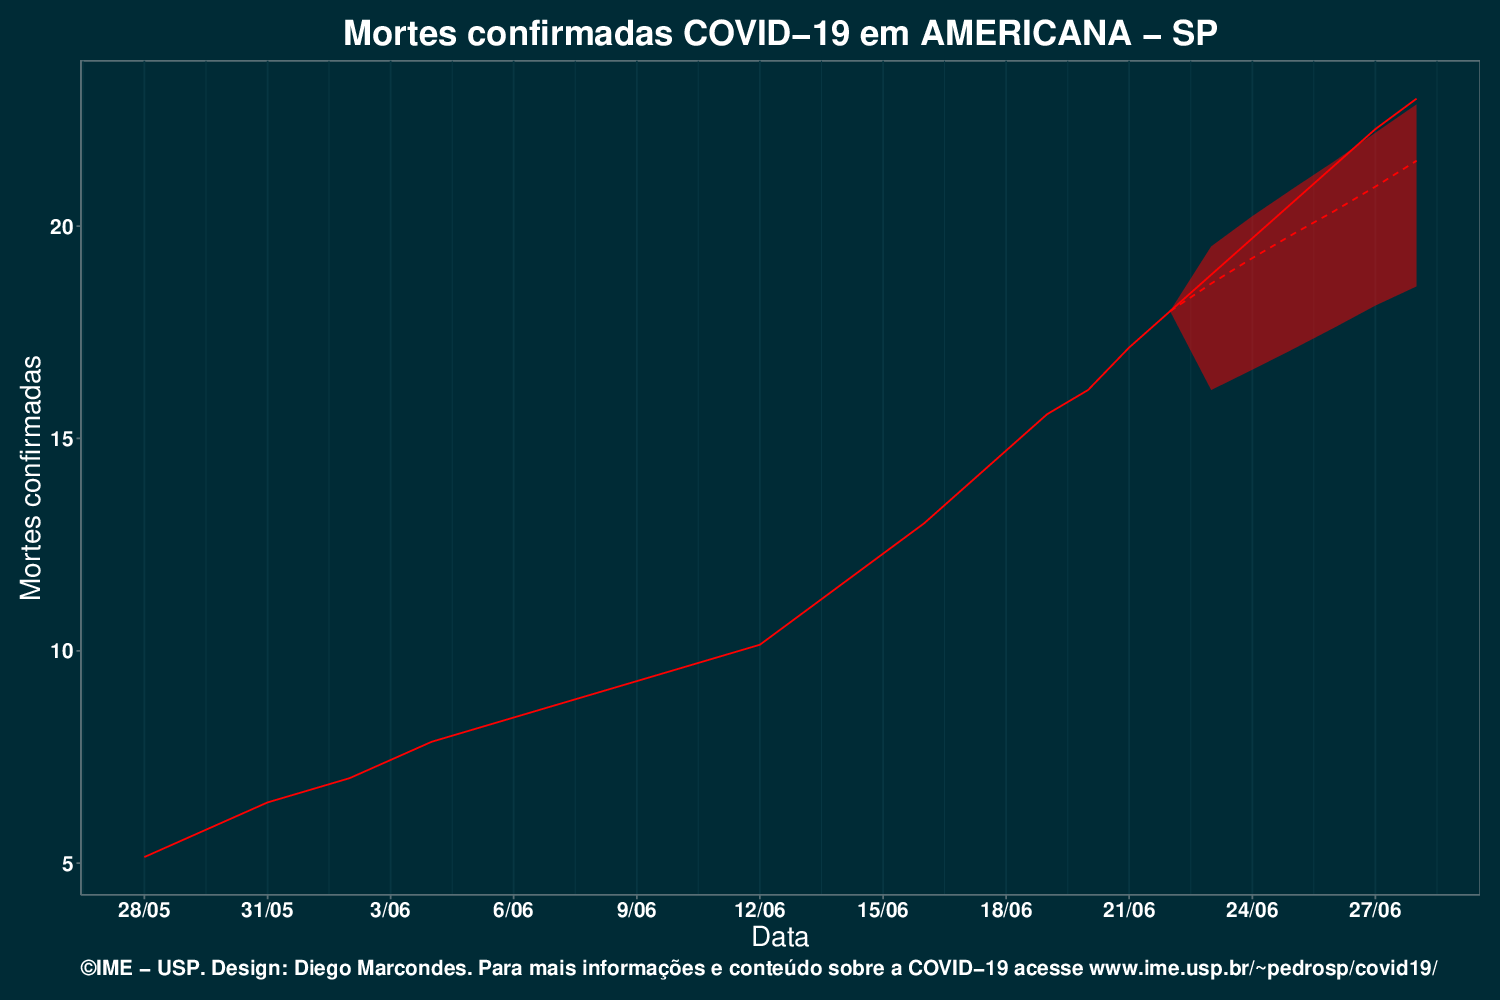 Mortes confirmadas COVID−19 em AMERICANA − SP
Mortes confirmadas
20
15
10
5
28/05 31/05 3/06 6/06 9/06 12/06 15/06 18/06 21/06 24/06 27/06
Data
©IME − USP. Design: Diego Marcondes. Para mais informações e conteúdo sobre a COVID−19 acesse www.ime.usp.br/~pedrosp/covid19/